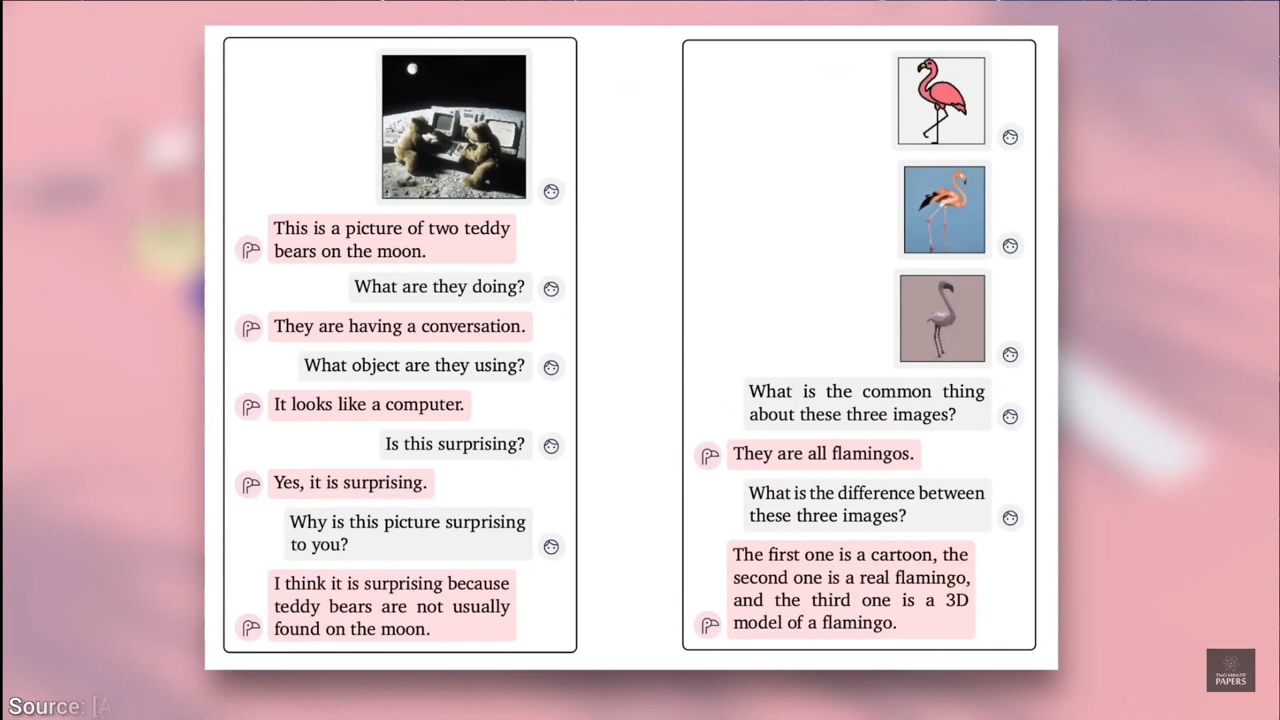 This is a picture of two teddy
bears on the moon.
What are they doing?
They are having a conversation.
What object are they using?
It looks like a computer.
Is this surprising?
Yes, it is surprising.
Why is this picture surprising
to you?
I think it is surprising because
teddy bears are not usually
found on the moon.
What is the common thing
about these three images?
They are all flamingos.
What is the difference between
these three images?
The first one is a cartoon, the
second one is a real flamingo,
and the third one is a 3D
model of a flamingo.
TWO MINUTE
PAPERS
Source: [A